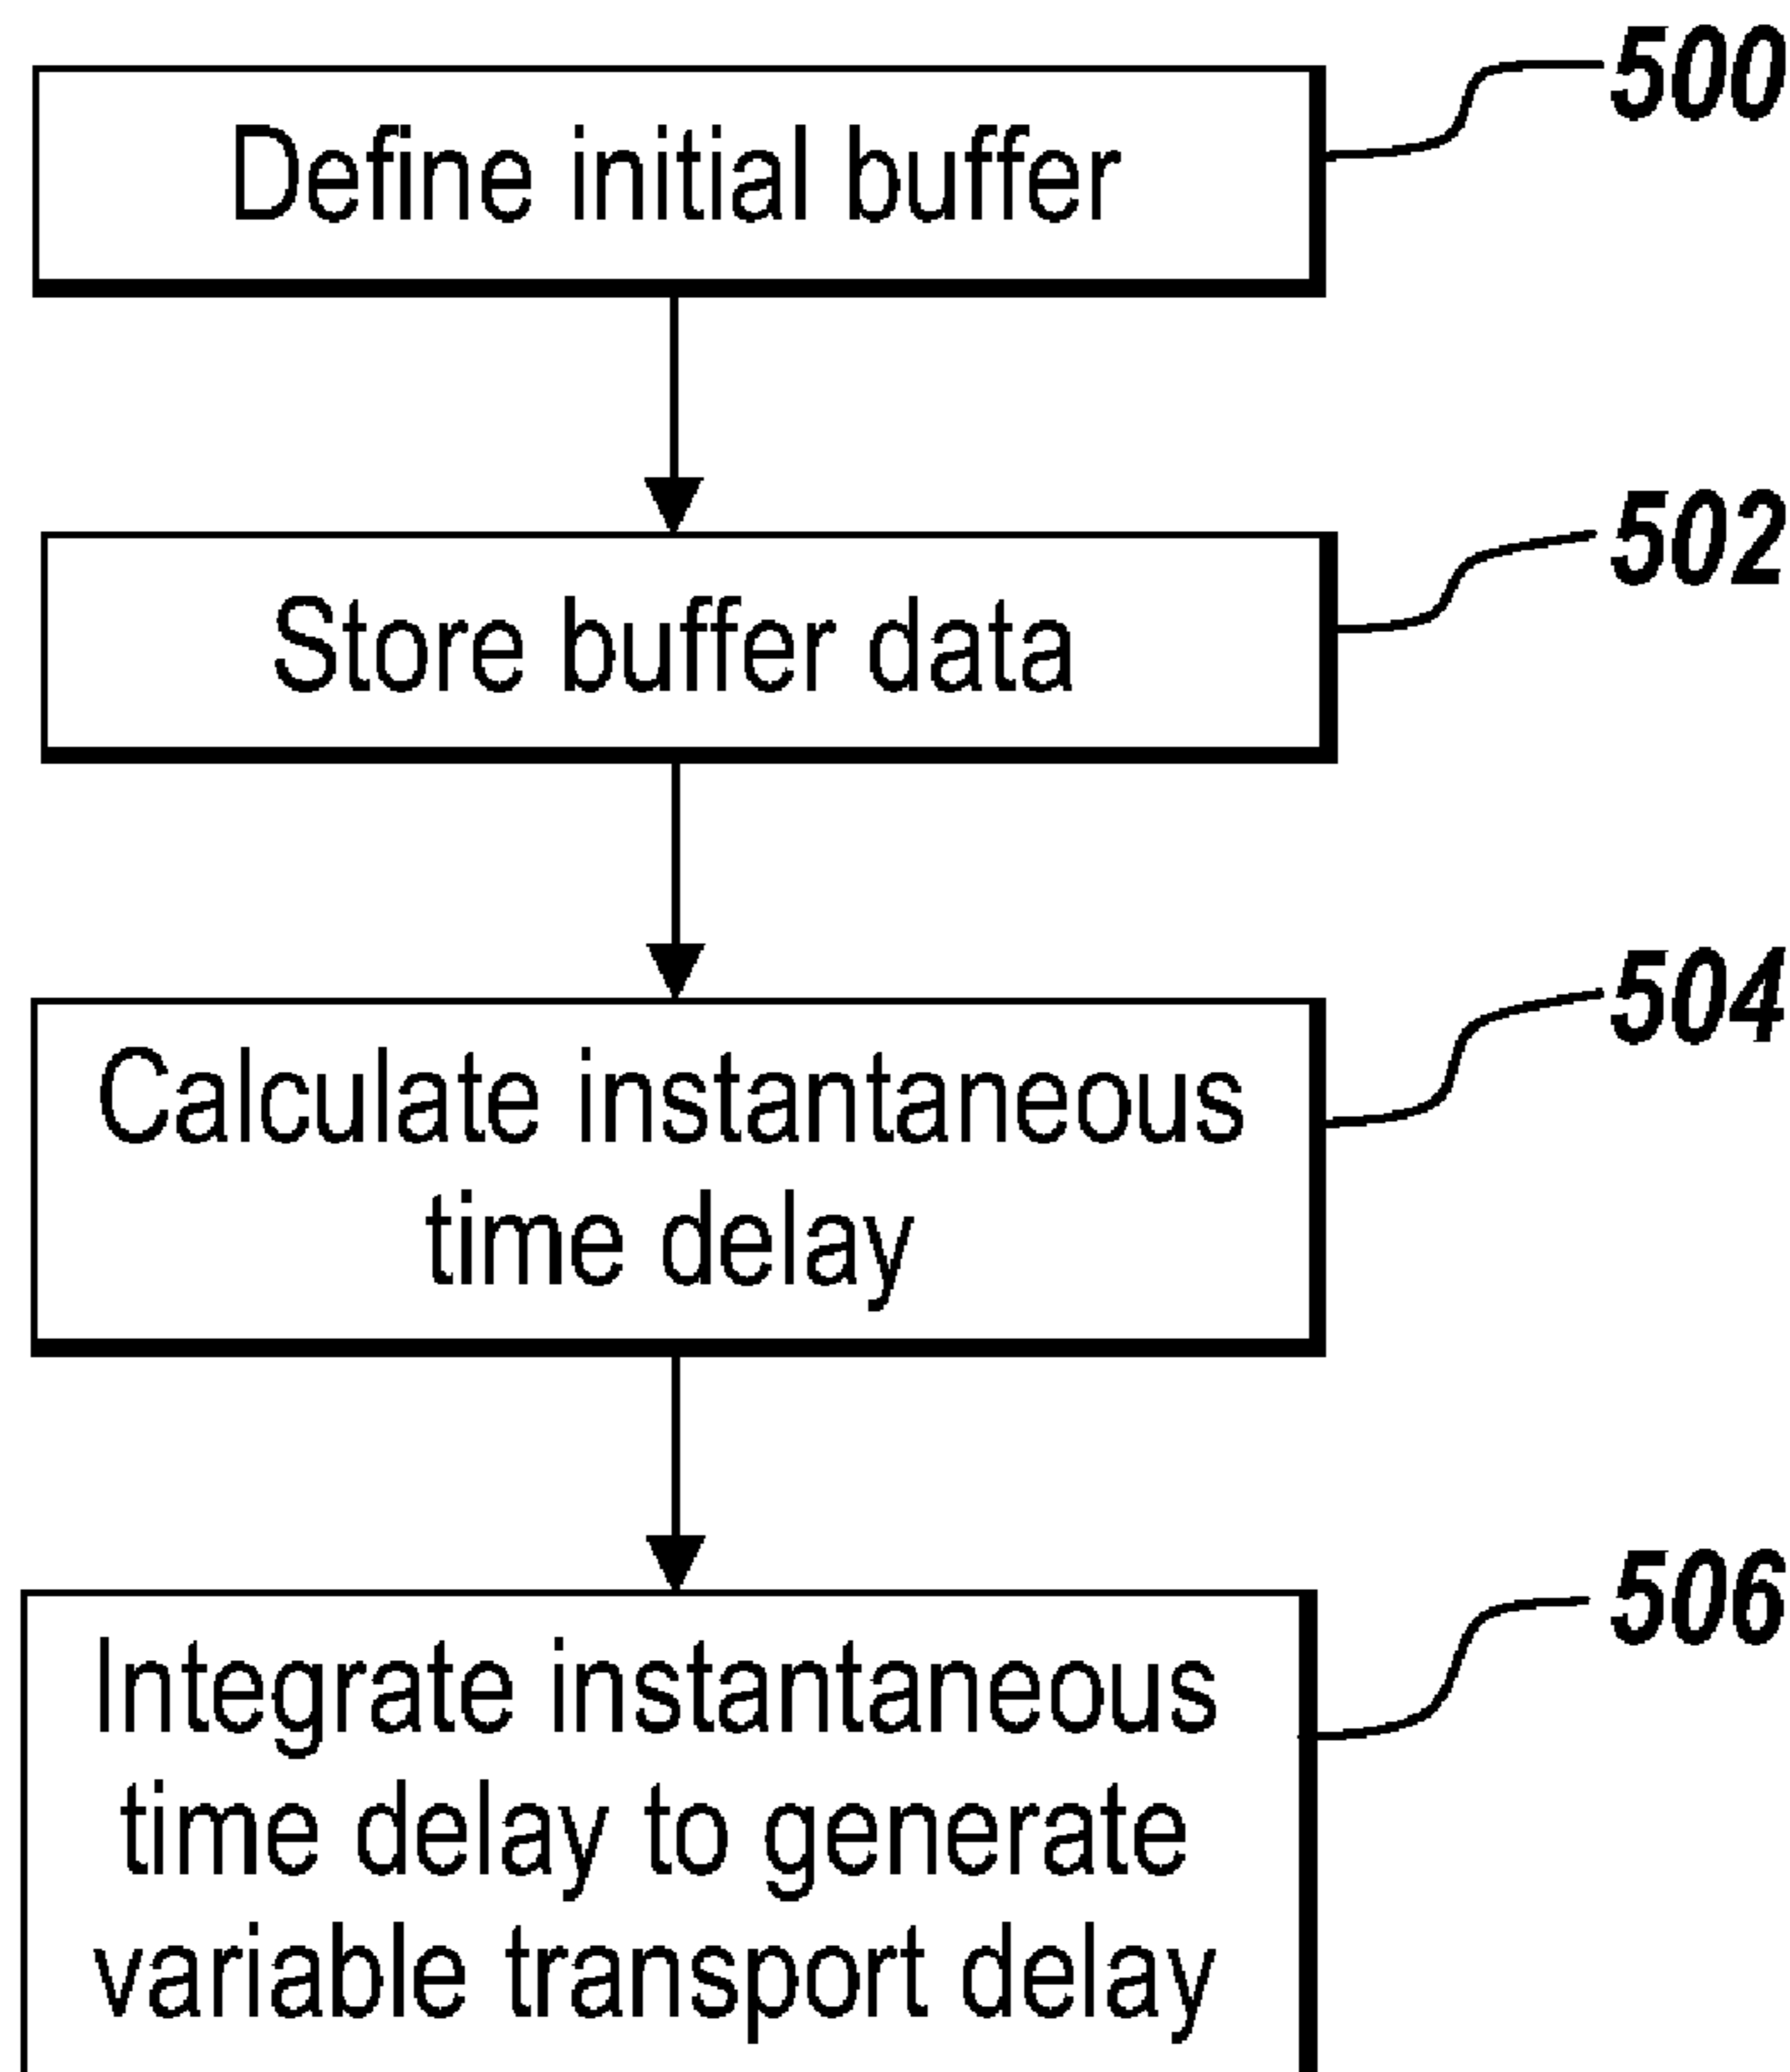 500
Define initial buffer
502
Store buffer data
504
Calculate instantaneous
time delay
506
Integrate instantaneous
time delay to generate
variable transport delay